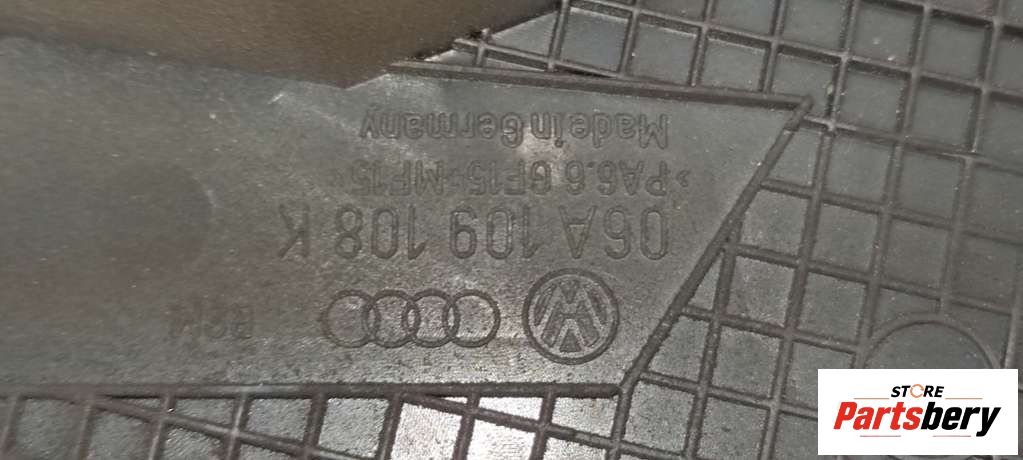 06A 109 108 K
>PA6.6 GF15-MF15<
Made in Germany
STORE
Partsbery